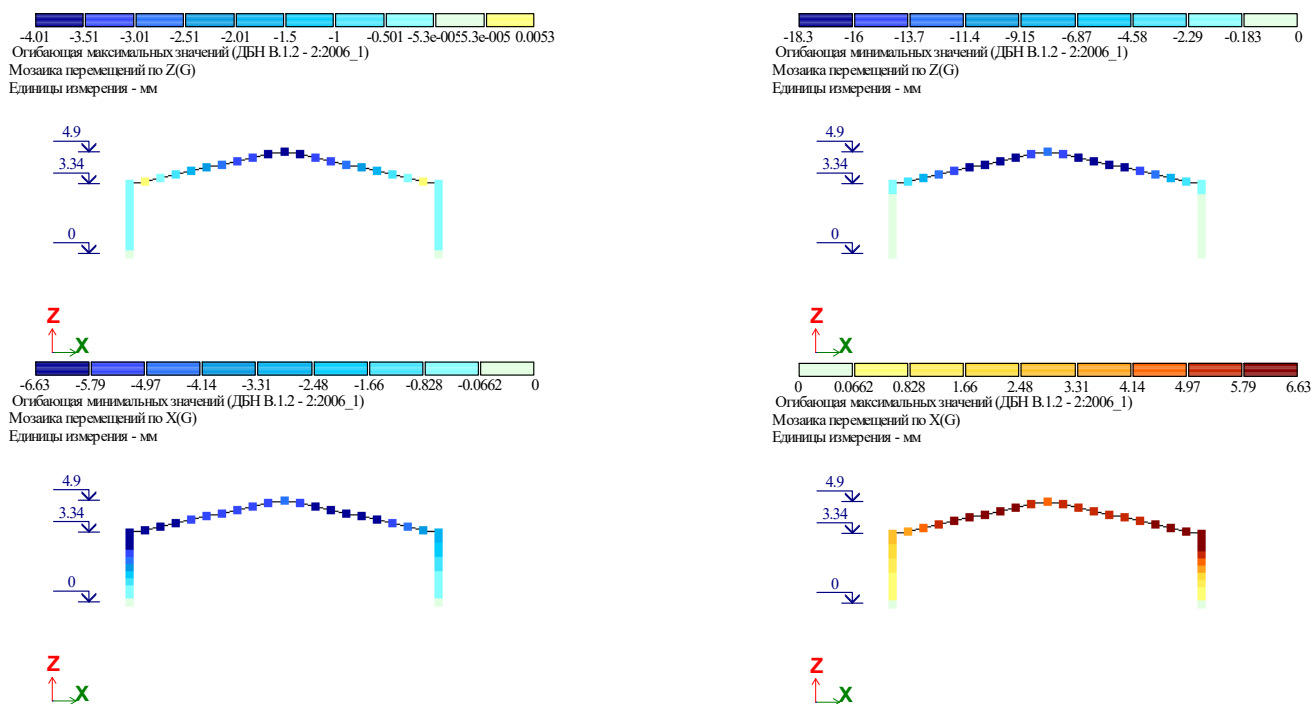 -4.01 -3.51 -3.01 -2.51 -2.01 -1.5 -1 -0.501 -5.3e-005 5.3e-005 0.0053
Огибающая максимальных значений (ДБН В.1.2 - 2:2006_1)
Мозаика перемещений по Z(G)
Единицы измерения - мм
4.9
3.34
0
Z
X
-18.3 -16 -13.7 -11.4 -9.15 -6.87 -4.58 -2.29 -0.183 0
Огибающая минимальных значений (ДБН В.1.2 - 2:2006_1)
Мозаика перемещений по Z(G)
Единицы измерения - мм
4.9
3.34
0
Z
X
-6.63 -5.79 -4.97 -4.14 -3.31 -2.48 -1.66 -0.828 -0.0662 0
Огибающая минимальных значений (ДБН В.1.2 - 2:2006_1)
Мозаика перемещений по X(G)
Единицы измерения - мм
4.9
3.34
0
Z
X
0 0.0662 0.828 1.66 2.48 3.31 4.14 4.97 5.79 6.63
Огибающая максимальных значений (ДБН В.1.2 - 2:2006_1)
Мозаика перемещений по X(G)
Единицы измерения - мм
4.9
3.34
0
Z
X